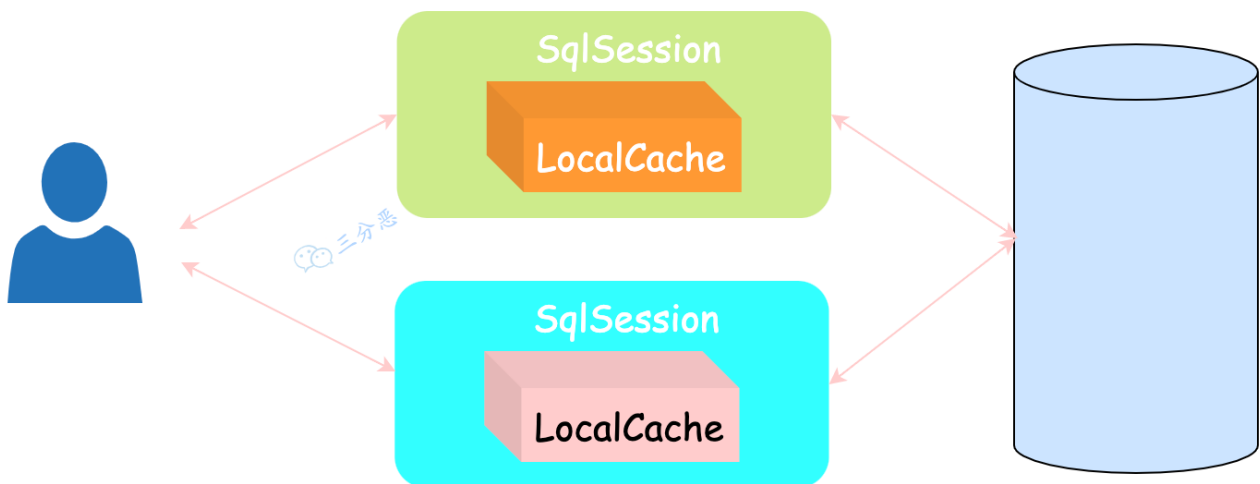 SqlSession
LocalCache
三分恶
SqlSession
LocalCache